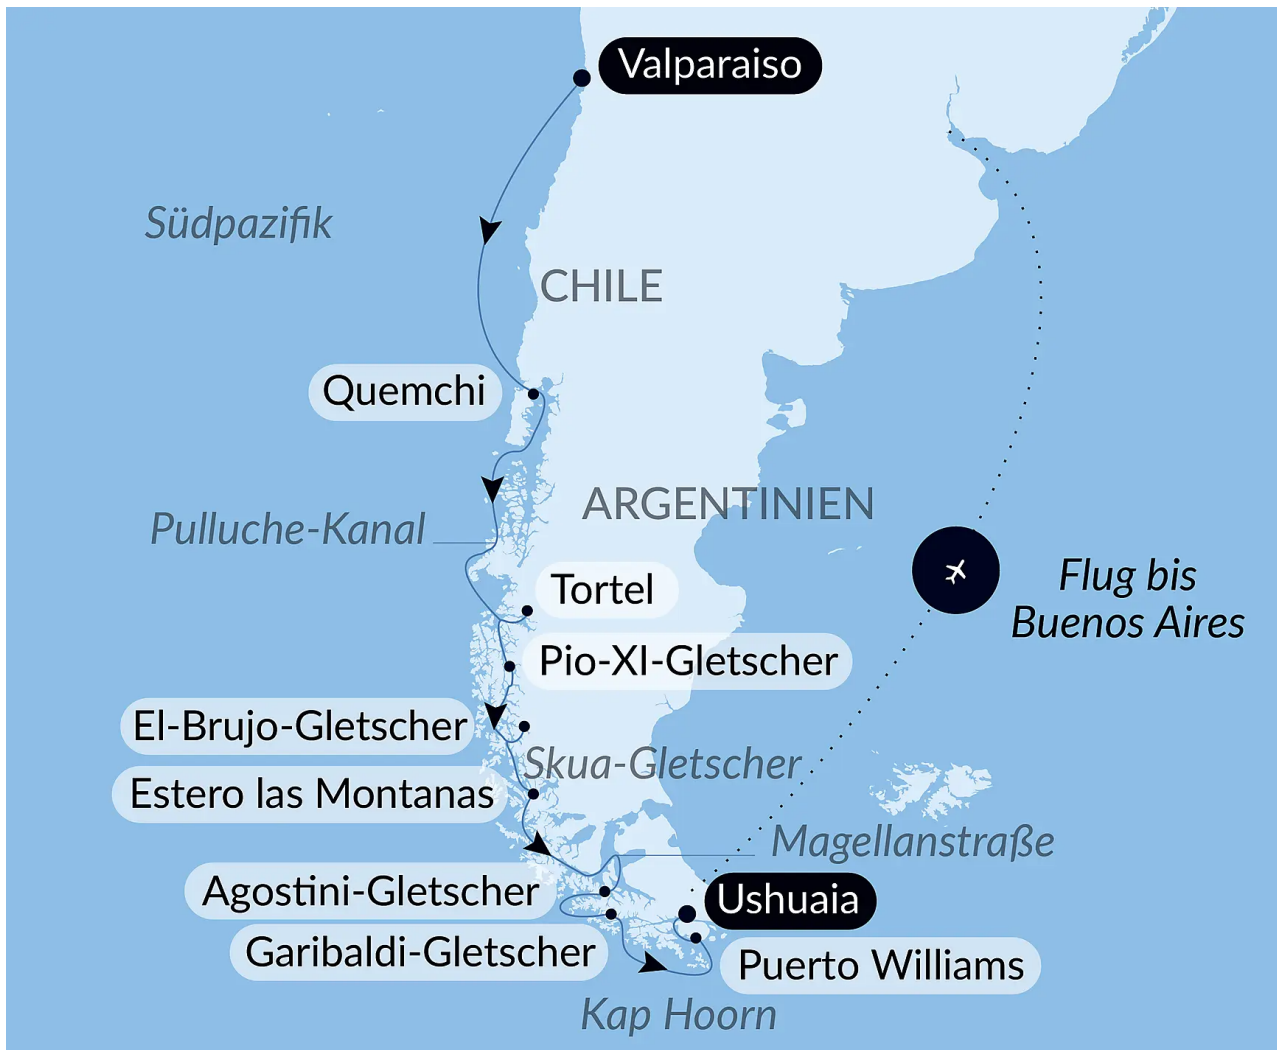 Valparaiso
Südpazifik
CHILE
Quemchi
ARGENTINIEN
Pulluche-Kanal
Flug bis
Buenos Aires
Tortel
Pio-XI-Gletscher
El-Brujo-Gletscher
Skua-Gletscher
Estero las Montanas
Magellanstraße
Agostini-Gletscher
Ushuaia
Garibaldi-Gletscher
Puerto Williams
Kap Hoorn